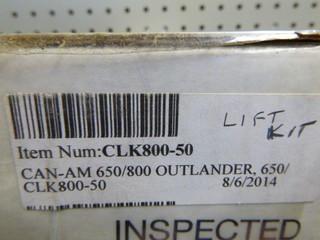 LIFT
KIT
Item Num:CLK800-50
CAN-AM 650/800 OUTLANDER, 650/
CLK800-50 8/6/2014
INSPECTED